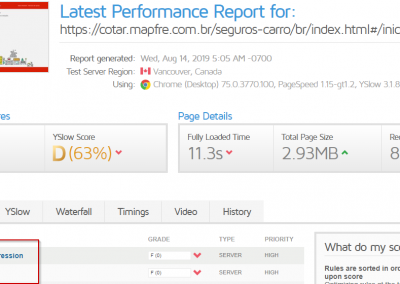 Latest Performance Report for:
https://cotar.mapfre.com.br/seguros-carro/br/index.html#/inic
Report generated: Wed, Aug 14, 2019 5:05 AM -0700
Test Server Region: Vancouver, Canada
Using: Chrome (Desktop) 75.0.3770.100, PageSpeed 1.15-gt1.2, YSlow 3.1.8
res
Page Details
YSlow Score
D (63%)
Fully Loaded Time
11.3s
Total Page Size
2.93MB
Re
8
YSlow
Waterfall
Timings
Video
History
GRADE
TYPE
PRIORITY
ression
F (0)
SERVER
HIGH
F (0)
SERVER
HIGH
What do my sco
Rules are sorted in ord
upon score